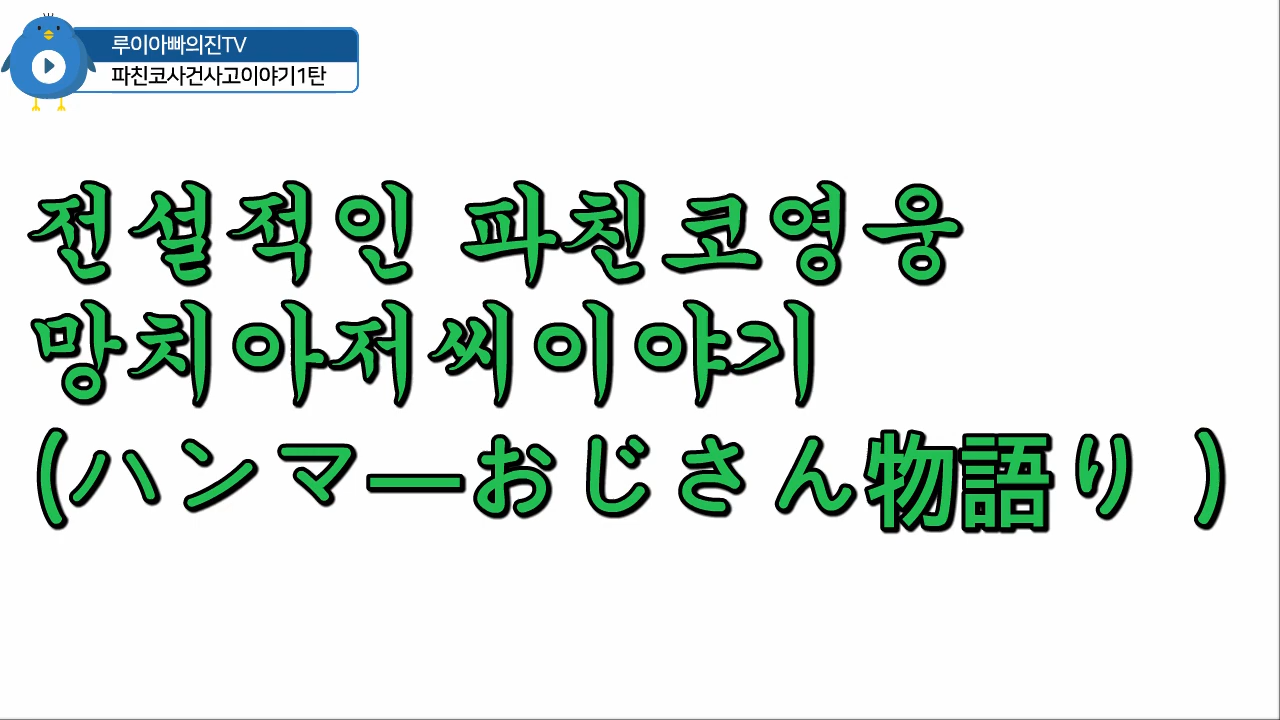 루이아빠의진TV
파친코사건사고이야기1탄
전설적인 파친코영웅
망치아저씨이야기
(ハンマーおじさん物語り )